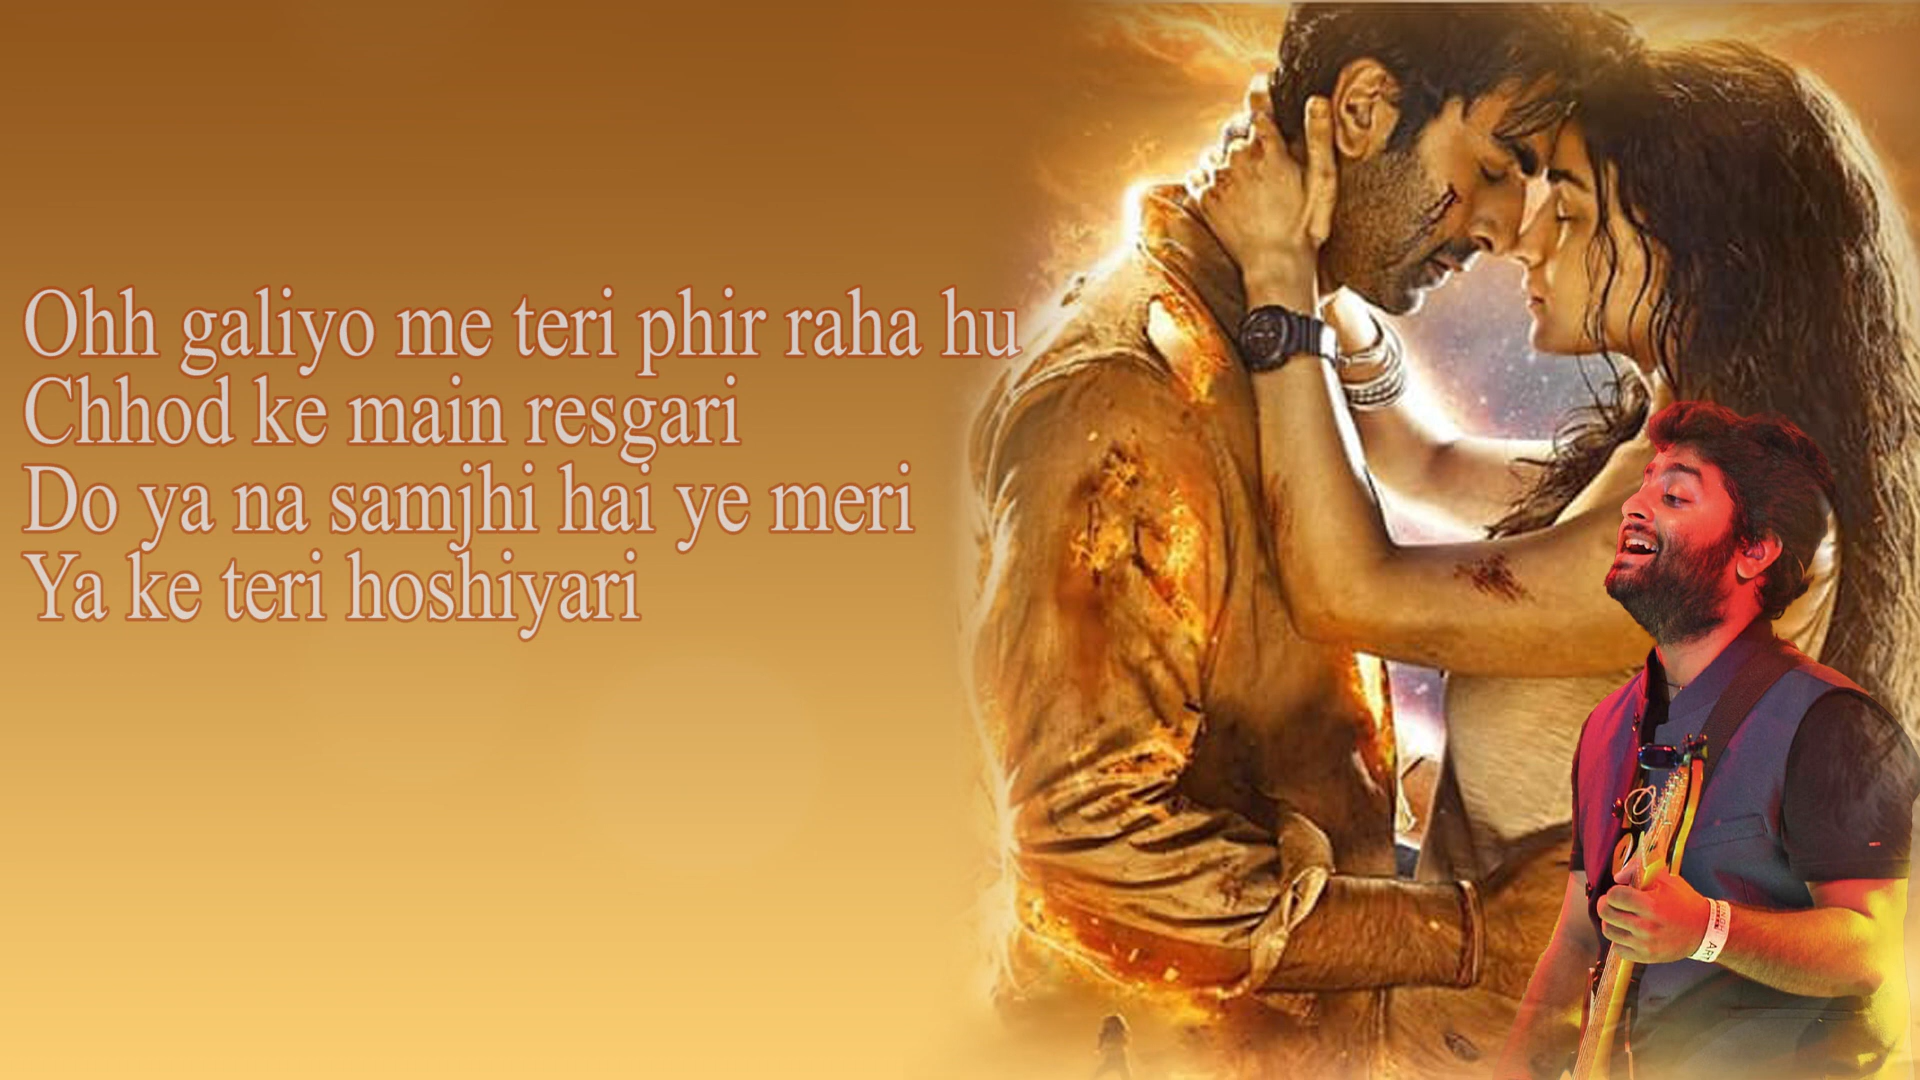 Ohh galiyo me teri phir raha hu
Chhod ke main resgari
Do ya na samjhi hai ye meri
Ya ke teri hoshiyari